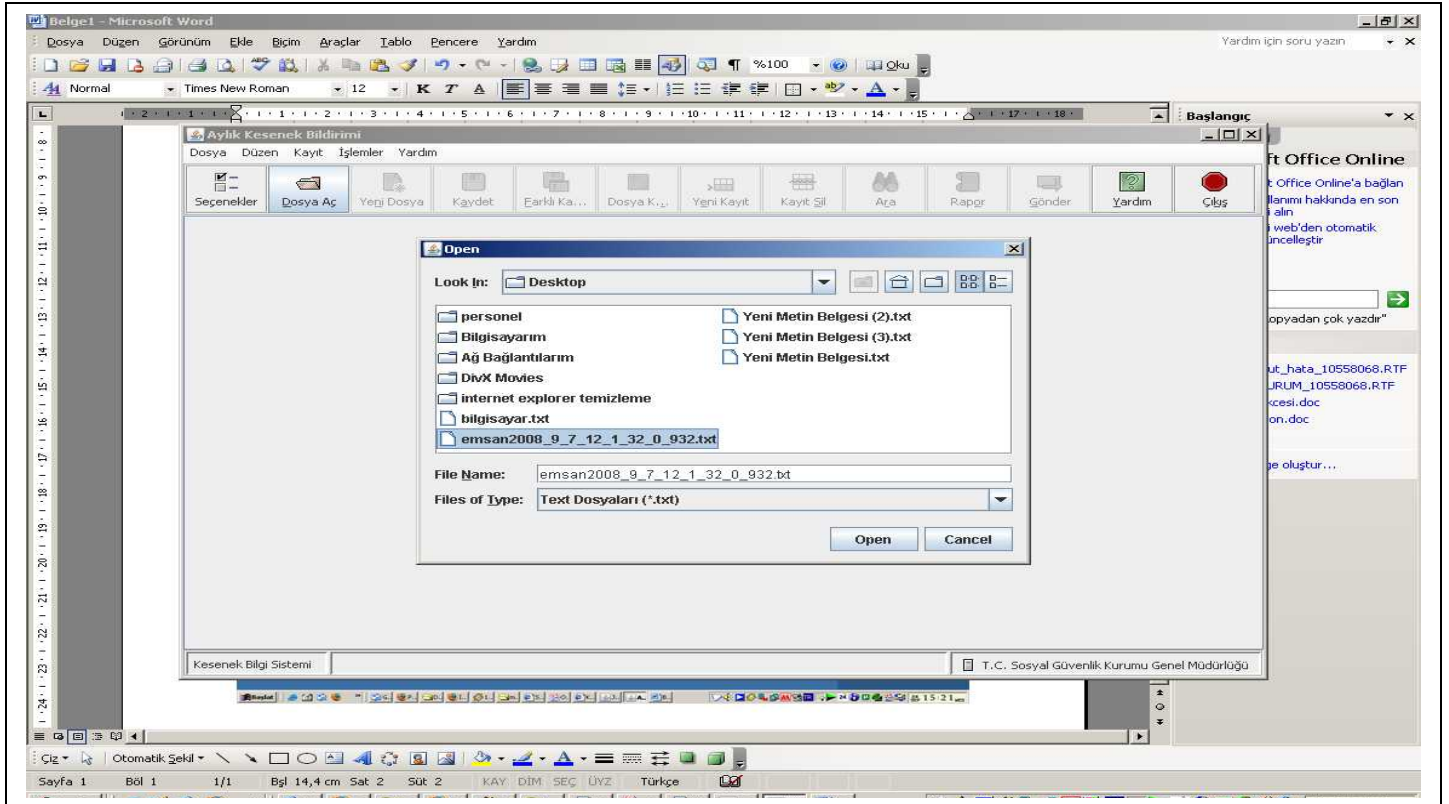 Belge1 - Microsoft Word
Dosya Düzen Görünüm Ekle Biçim Araçlar Tablo Pencere Yardım
Yardım için soru yazın
%100
Oku
Normal
Times New Roman
12
K T A
Başlangıç
Aylık Kesenek Bildirimi
Dosya Düzen Kayıt İşlemler Yardım
ft Office Online
Seçenekler Dosya Aç Yeni Dosya Kaydet Farklı Ka... Dosya K... Yeni Kayıt Kayıt Sil Ara Rapor Gönder Yardım Çıkış
t Office Online'a bağlan
llanımı hakkında en son
i alın
i web'den otomatik
üncelleştir
Open
Look In: Desktop
personel
Bilgisayarım
Ağ Bağlantılarım
DivX Movies
internet explorer temizleme
bilgisayar.txt
emsan2008_9_7_12_1_32_0_932.txt
Yeni Metin Belgesi (2).txt
Yeni Metin Belgesi (3).txt
Yeni Metin Belgesi.txt
File Name: emsan2008_9_7_12_1_32_0_932.txt
Files of Type: Text Dosyaları (*.txt)
Open Cancel
opyadan çok yazdır"
ut_hata_10558068.RTF
JRUM_10558068.RTF
kcesi.doc
on.doc
ge oluştur...
Kesenek Bilgi Sistemi
T.C. Sosyal Güvenlik Kurumu Genel Müdürlüğü
15:21
Çiz Otomatik Şekil
Sayfa 1 Böl 1 1/1 Bşl 14,4 cm Sat 2 Süt 2 KAY DİM SEÇ ÜYZ Türkçe